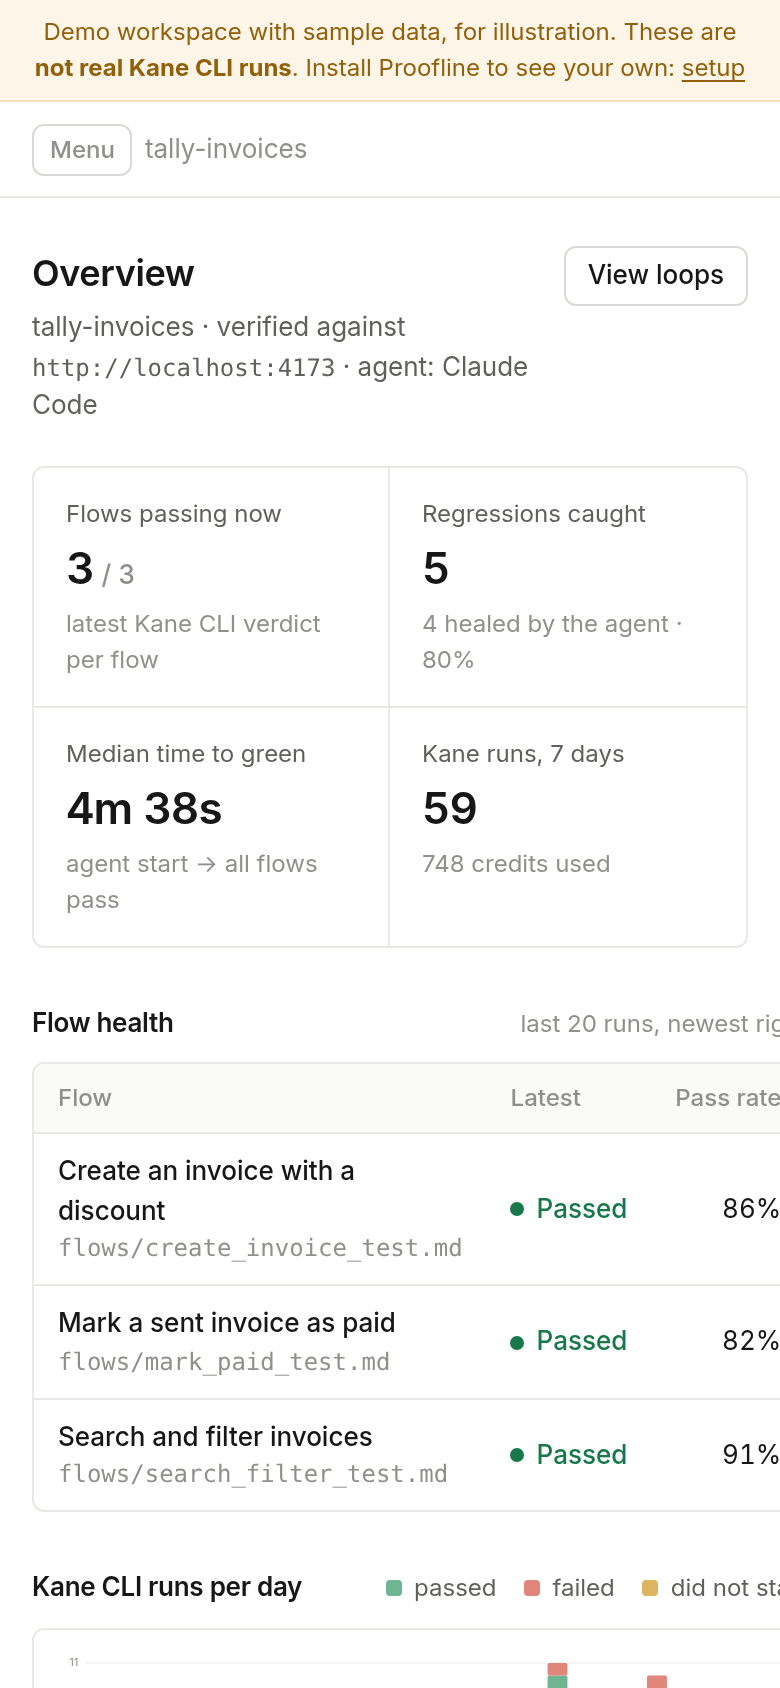 Demo workspace with sample data, for illustration. These are
not real Kane CLI runs. Install Proofline to see your own: setup
Menu
tally-invoices
Overview
View loops
tally-invoices · verified against
http://localhost:4173 · agent: Claude
Code
Flows passing now
3 / 3
latest Kane CLI verdict
per flow
Regressions caught
5
4 healed by the agent ·
80%
Median time to green
4m 38s
agent start → all flows
pass
Kane runs, 7 days
59
748 credits used
Flow health
last 20 runs, newest rig
Flow Latest Pass rate
Create an invoice with a
discount
flows/create_invoice_test.md
Passed
86%
Mark a sent invoice as paid
flows/mark_paid_test.md
Passed
82%
Search and filter invoices
flows/search_filter_test.md
Passed
91%
Kane CLI runs per day
passed failed did not sta
11